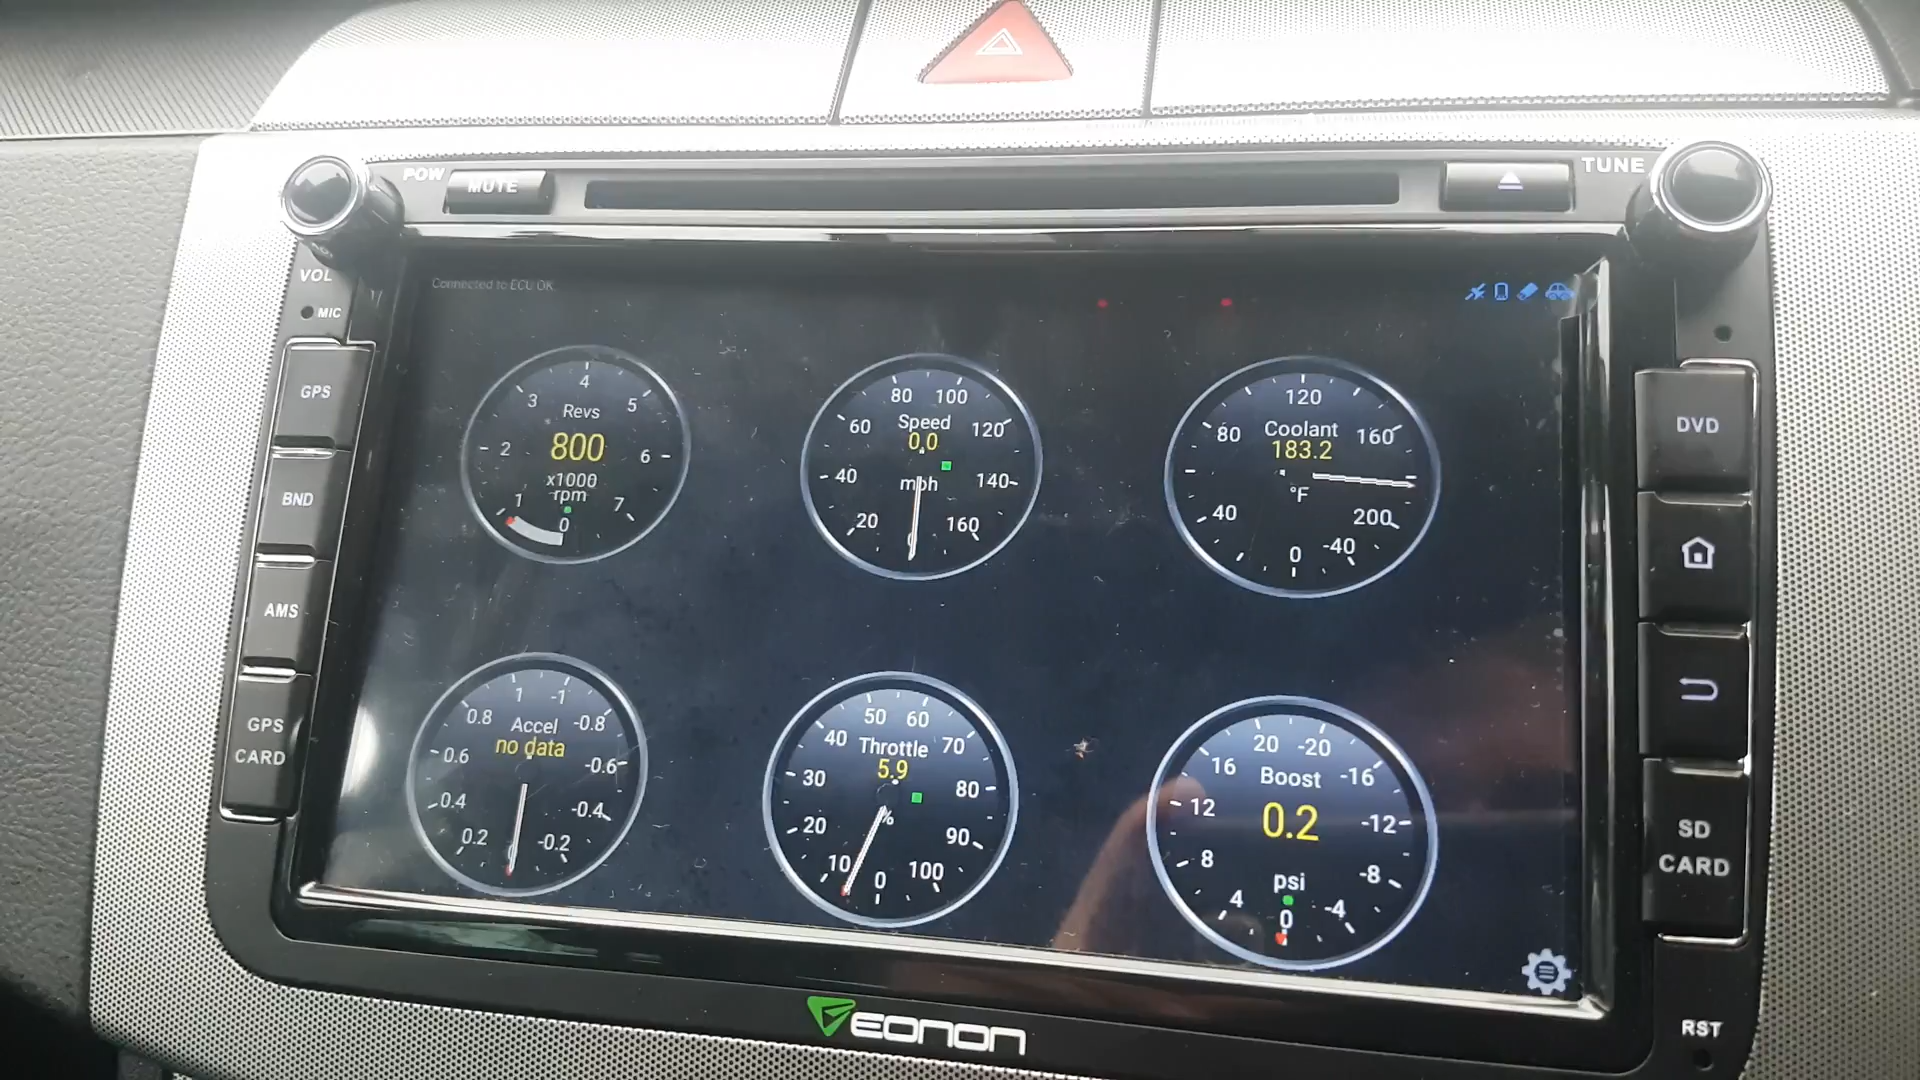 POW
MUTE
TUNE
VOL
MIC
GPS
BND
AMS
GPS
CARD
Connected to ECU OK
4
3
5
Revs
800
2
6
x1000
rpm
1
7
0
80 100
Speed
60
120
0.0
40
mph
140
20
160
120
Coolant
80
160
183.2
°F
40
200
0
-40
1
-1
0.8
-0.8
Accel
no data
0.6
-0.6
0.4
-0.4
0.2
-0.2
50 60
40
70
Throttle
5.9
30
80
%
20
90
10
100
0
20 -20
16
-16
Boost
12
0.2
-12
8
-8
psi
4
-4
0
DVD
SD
CARD
RST
eonon